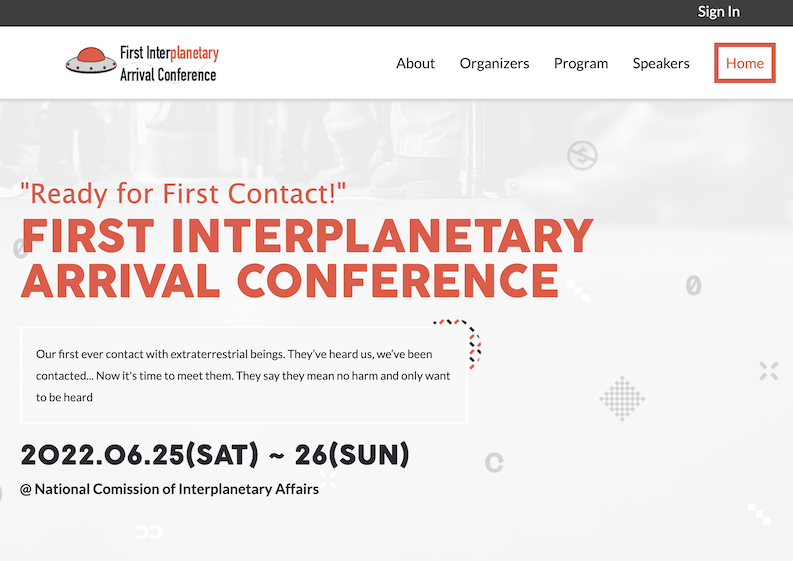 Sign In
First Interplanetary
Arrival Conference
About Organizers Program Speakers Home
"Ready for First Contact!"
FIRST INTERPLANETARY
ARRIVAL CONFERENCE
Our first ever contact with extraterrestrial beings. They've heard us, we've been
contacted... Now it's time to meet them. They say they mean no harm and only want
to be heard
2022.06.25(SAT) ~ 26(SUN)
@ National Comission of Interplanetary Affairs